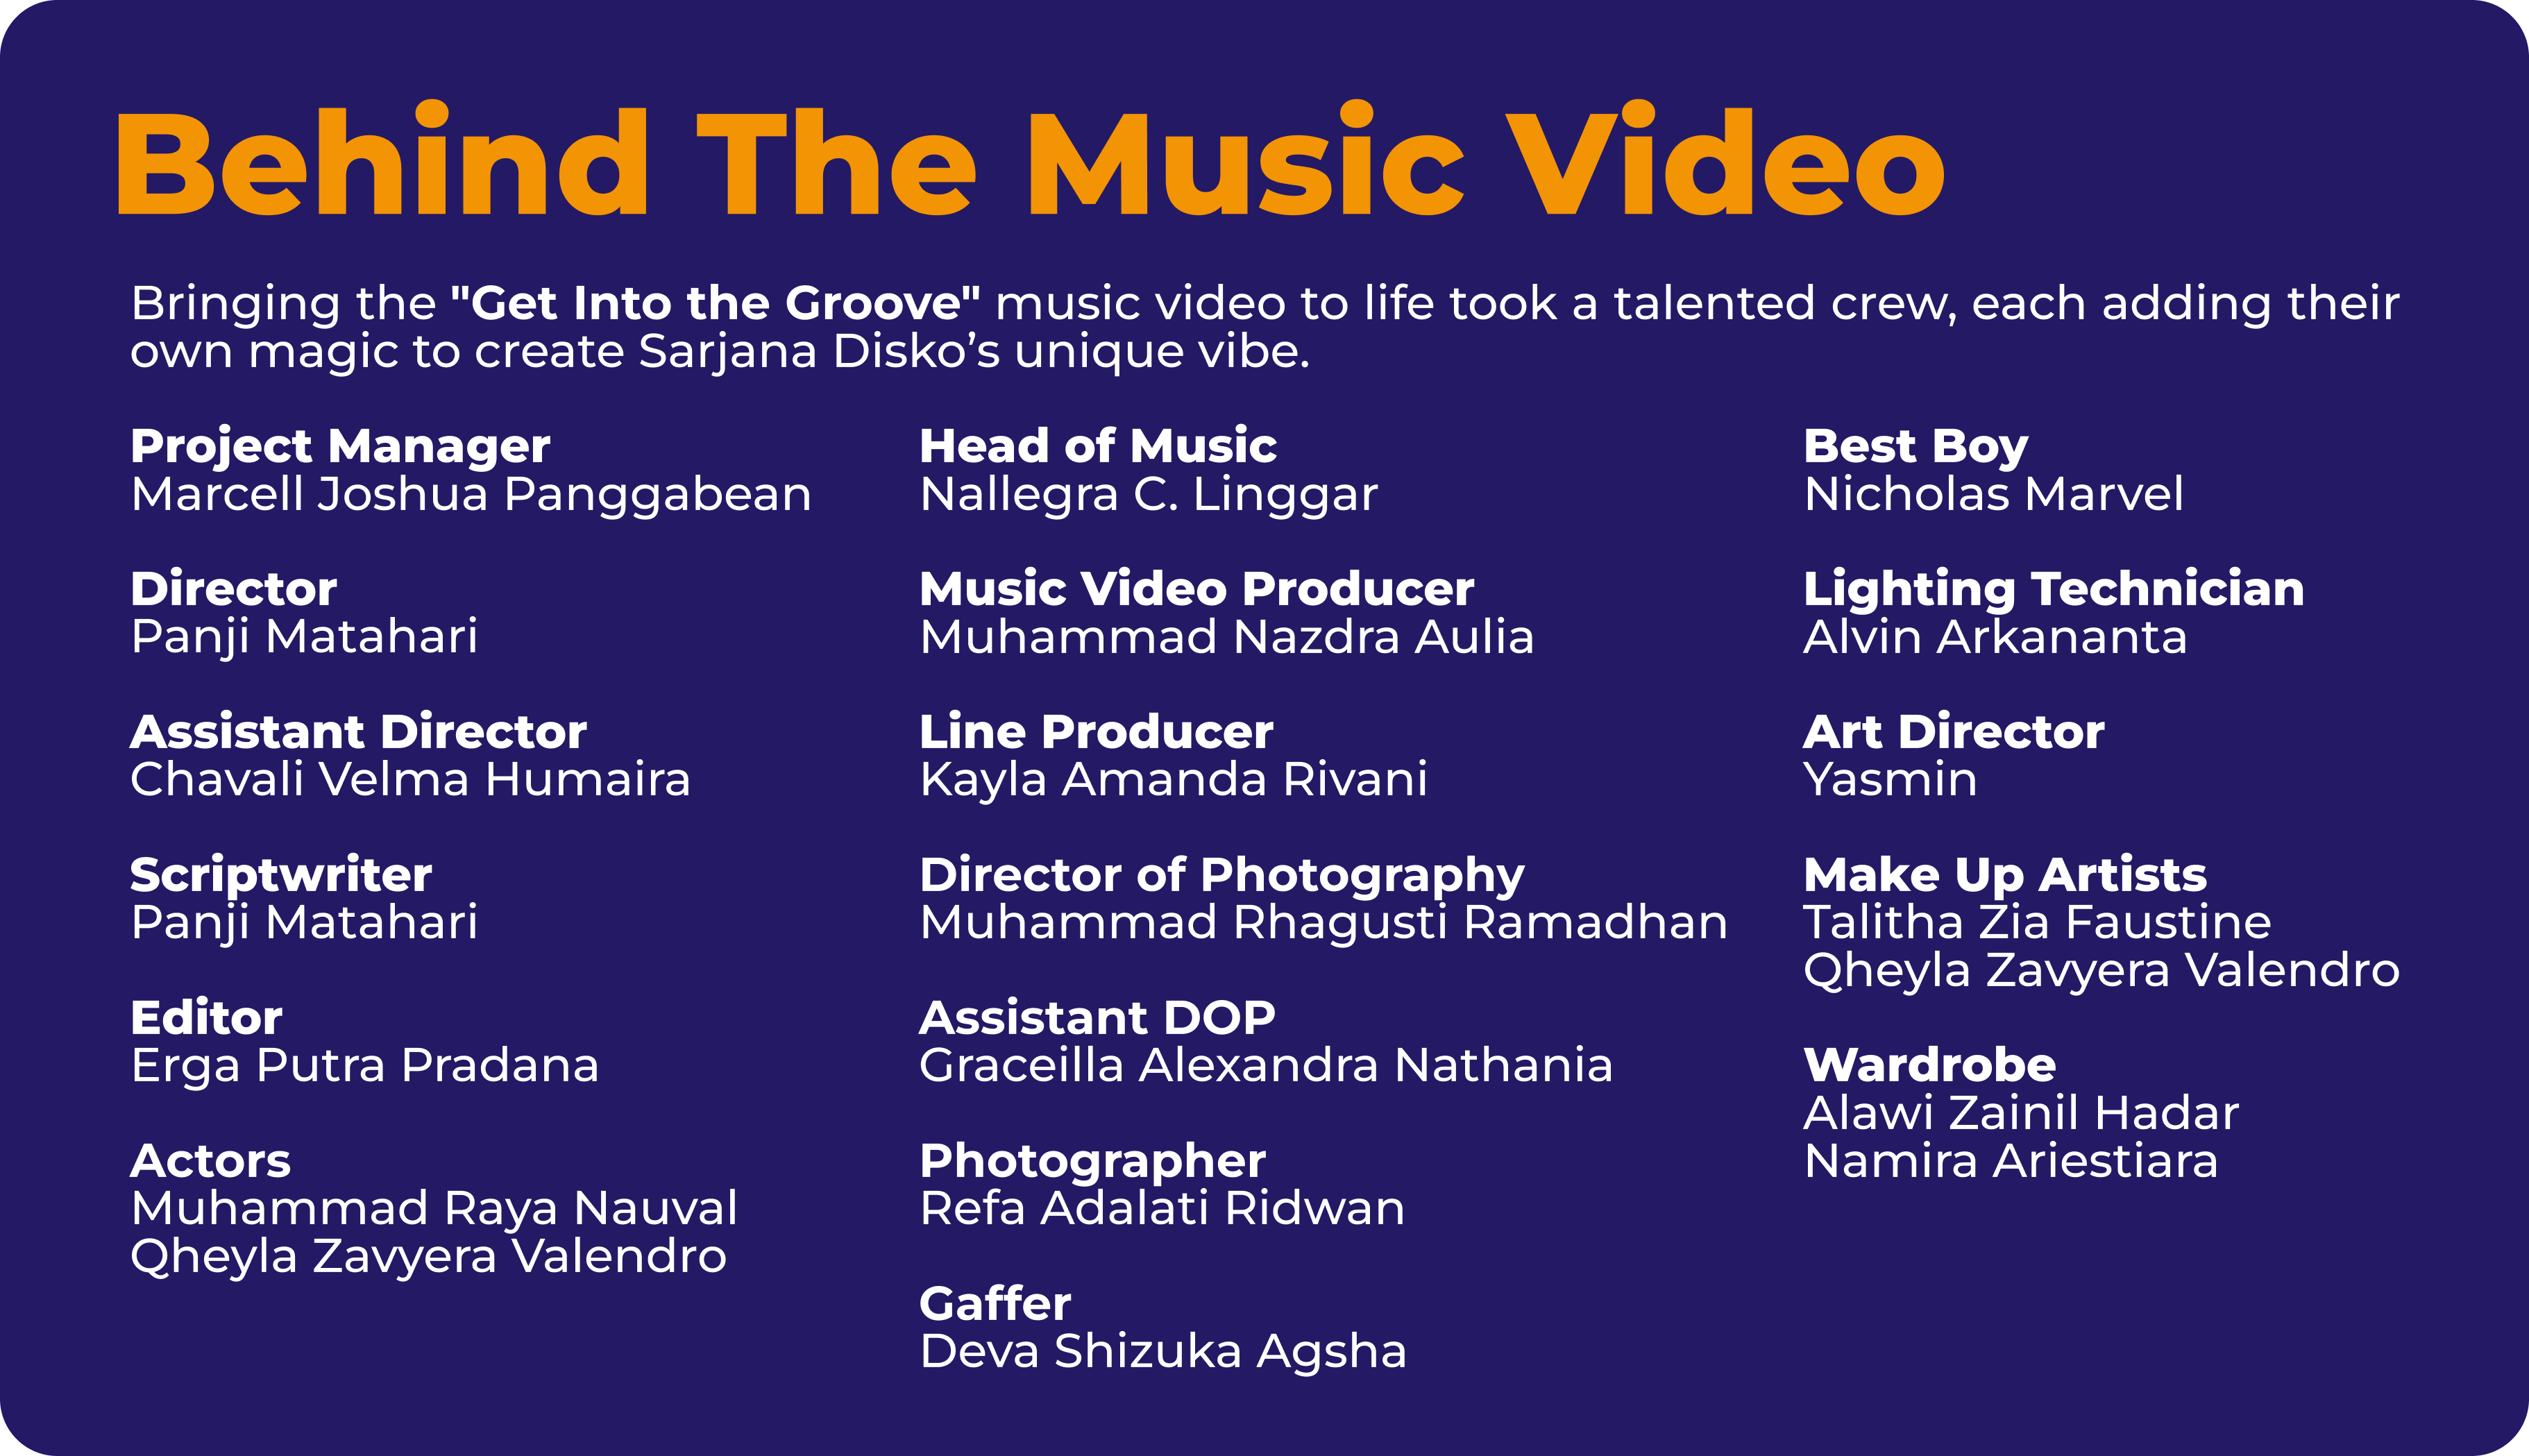 Behind The Music Video
Bringing the "Get Into the Groove" music video to life took a talented crew, each adding their
own magic to create Sarjana Disko’s unique vibe.
Project Manager
Marcell Joshua Panggabean
Director
Panji Matahari
Assistant Director
Chavali Velma Humaira
Scriptwriter
Panji Matahari
Editor
Erga Putra Pradana
Actors
Muhammad Raya Nauval
Qheyla Zavyera Valendro
Head of Music
Nallegra C. Linggar
Music Video Producer
Muhammad Nazdra Aulia
Line Producer
Kayla Amanda Rivani
Director of Photography
Muhammad Rhagusti Ramadhan
Assistant DOP
Graceilla Alexandra Nathania
Photographer
Refa Adalati Ridwan
Gaffer
Deva Shizuka Agsha
Best Boy
Nicholas Marvel
Lighting Technician
Alvin Arkananta
Art Director
Yasmin
Make Up Artists
Talitha Zia Faustine
Qheyla Zavyera Valendro
Wardrobe
Alawi Zainil Hadar
Namira Ariestiara